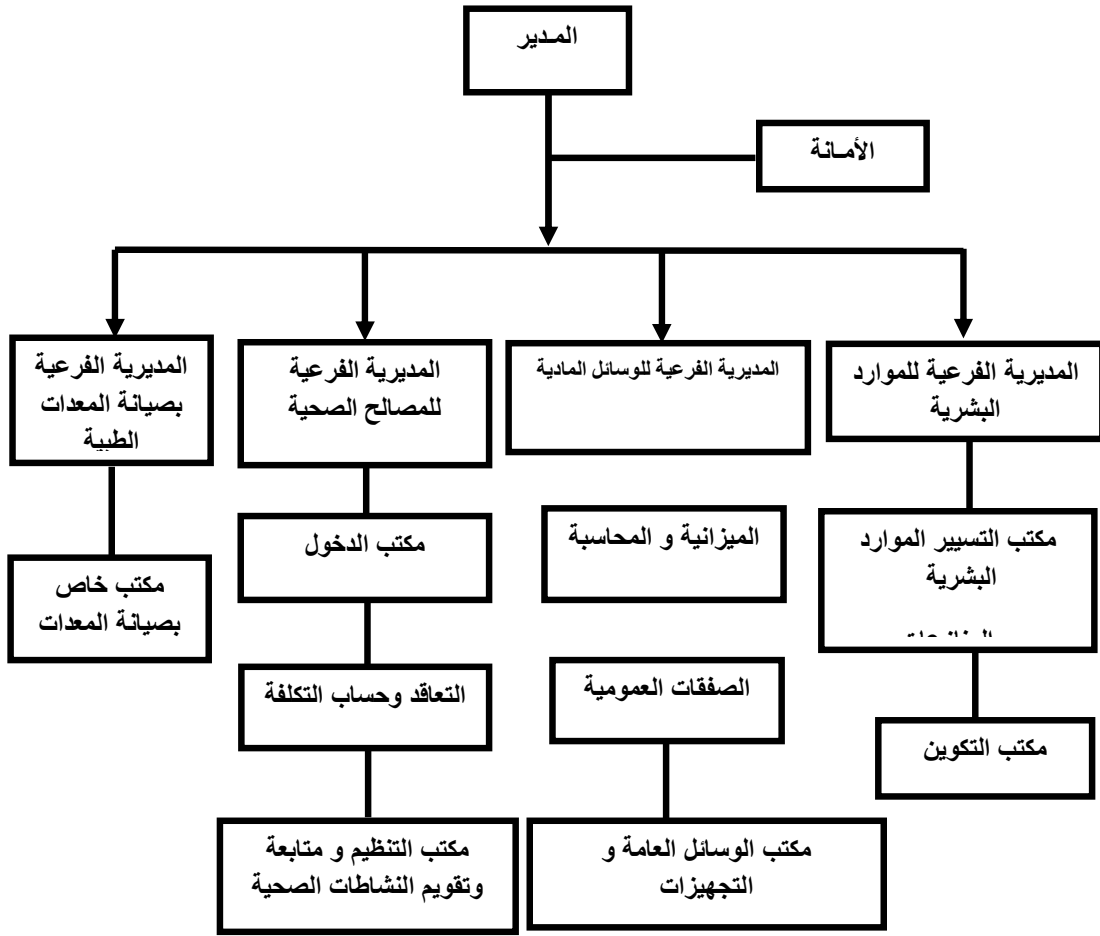 المـدير
الأمـانة
المديرية الفرعية للموارد
البشرية
المديرية الفرعية للوسائل المادية
المديرية الفرعية
للمصالح الصحية
المديرية الفرعية
بصيانة المعدات
الطبية
مكتب التسيير الموارد
البشرية
الميزانية و المحاسبة
مكتب الدخول
مكتب خاص
بصيانة المعدات
مكتب التكوين
الصفقات العمومية
التعاقد وحساب التكلفة
مكتب الوسائل العامة و
التجهيزات
مكتب التنظيم و متابعة
وتقويم النشاطات الصحية